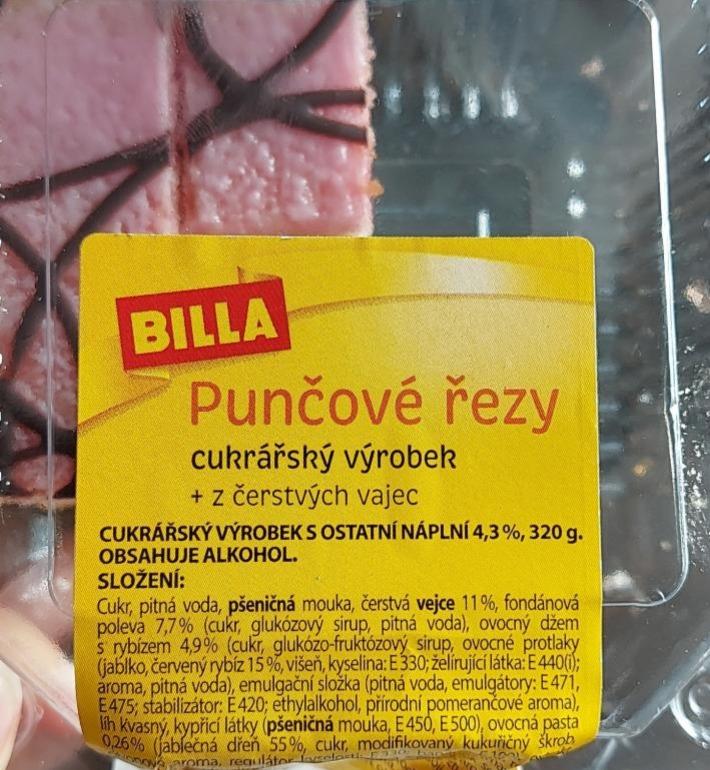 BILLA
Punčové řezy
cukrářský výrobek
+ z čerstvých vajec
CUKRÁŘSKÝ VÝROBEK S OSTATNÍ NÁPLNÍ 4,3 %, 320 g.
OBSAHUJE ALKOHOL.
SLOŽENÍ:
Cukr, pitná voda, pšeničná mouka, čerstvá vejce 11 %, fondánová
poleva 7,7 % (cukr, glukózový sirup, pitná voda), ovocný džem
s rybízem 4,9 % (cukr, glukózo-fruktózový sirup, ovocné protlaky
(jablko, červený rybíz 15 %, višeň, kyselina: E 330; želírující látka: E 440(i);
aroma, pitná voda), emulgační složka (pitná voda, emulgátory: E 471,
E 475; stabilizátor: E 420; ethylalkohol, přírodní pomerančové aroma),
líh kvasný, kypřicí látky (pšeničná mouka, E 450, E 500), ovocná pasta
0,26 % (jablečná dřeň 55 %, cukr, modifikovaný kukuřičný škrob,
aroma, regulátor